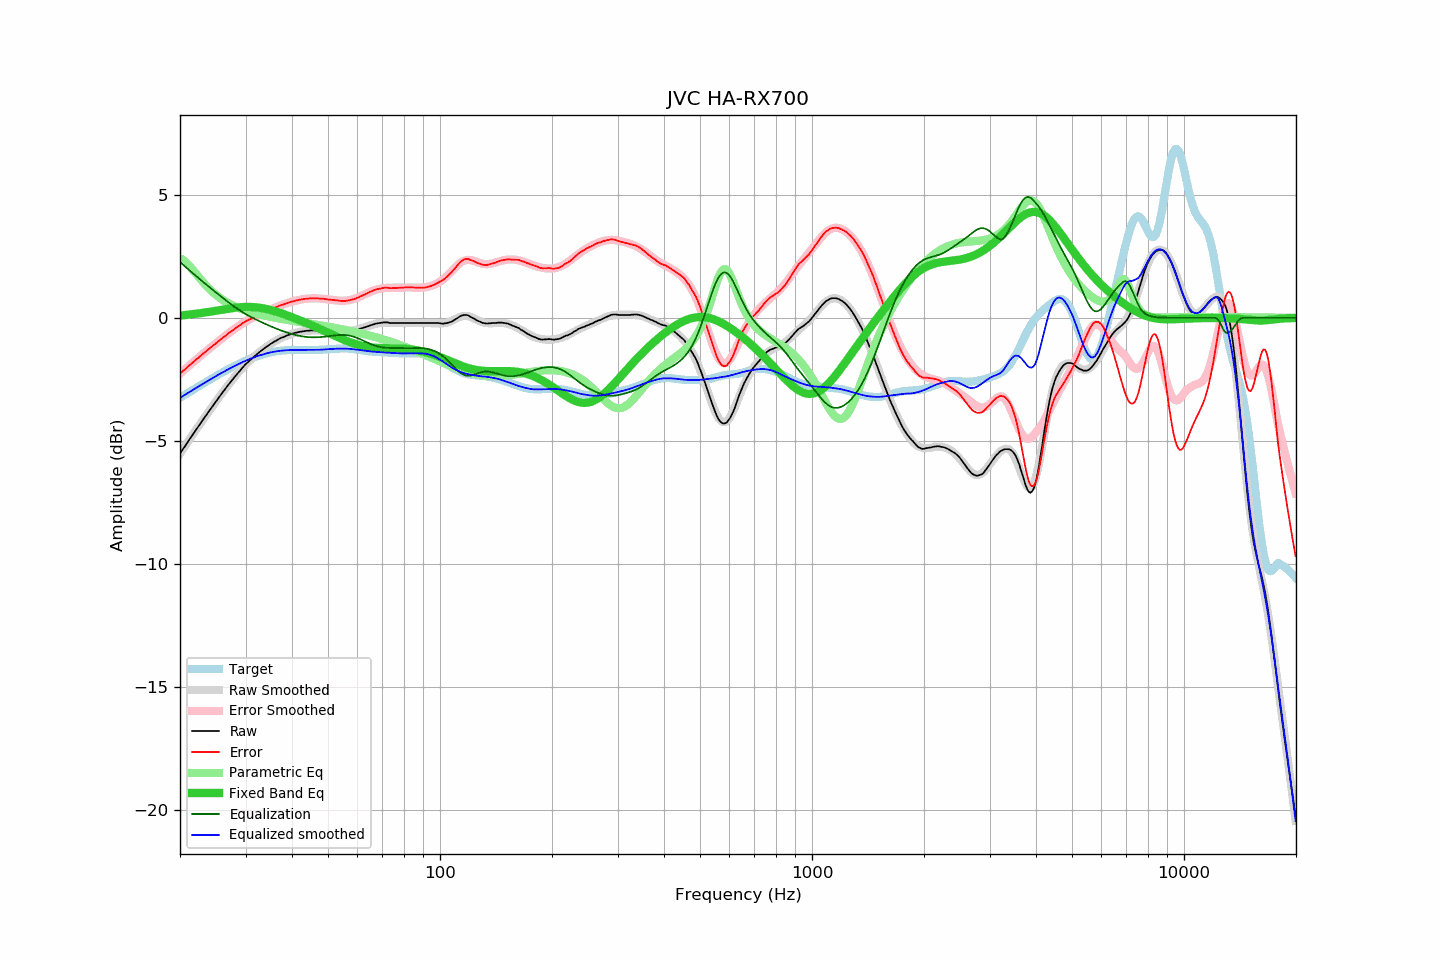 JVC HA-RX700
Amplitude (dBr)
5
0
−5
−10
−15
−20
Target
Raw Smoothed
Error Smoothed
Raw
Error
Parametric Eq
Fixed Band Eq
Equalization
Equalized smoothed
100
1000
10000
Frequency (Hz)